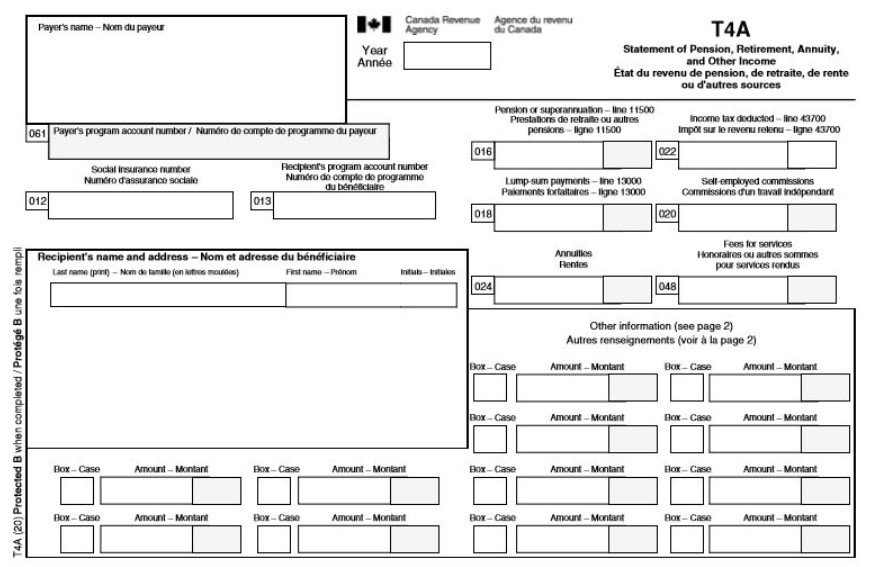 Payer's name – Nom du payeur
Canada Revenue Agency
Agence du revenu du Canada
Year
Année
T4A
Statement of Pension, Retirement, Annuity,
and Other Income
État du revenu de pension, de retraite, de rente
ou d'autres sources
061 Payer's program account number / Numéro de compte de programme du payeur
Pension or superannuation – line 11500
Prestations de retraite ou autres
pensions – ligne 11500
016
Income tax deducted – line 43700
Impôt sur le revenu retenu – ligne 43700
022
Social insurance number
Numéro d'assurance sociale
012
Recipient's program account number
Numéro de compte de programme
du bénéficiaire
013
Lump-sum payments – line 13000
Paiements forfaitaires – ligne 13000
018
Self-employed commissions
Commissions d'un travail indépendant
020
Recipient's name and address – Nom et adresse du bénéficiaire
Last name (print) – Nom de famille (en lettres moulées) First name – Prénom Initials – Initiales
Annuities
Rentes
024
Fees for services
Honoraires ou autres sommes
pour services rendus
048
Other information (see page 2)
Autres renseignements (voir à la page 2)
Box – Case Amount – Montant Box – Case Amount – Montant
Box – Case Amount – Montant Box – Case Amount – Montant
Box – Case Amount – Montant Box – Case Amount – Montant Box – Case Amount – Montant Box – Case Amount – Montant
Box – Case Amount – Montant Box – Case Amount – Montant Box – Case Amount – Montant Box – Case Amount – Montant
T4A (20) Protected B when completed / Protégé B une fois rempli